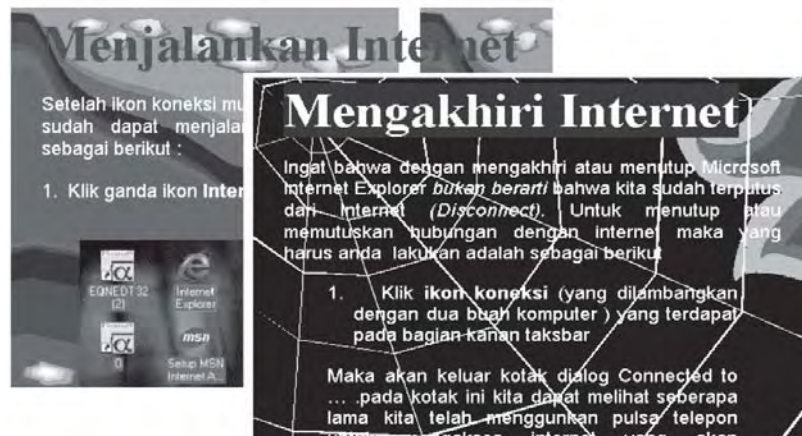 Menjalankan Internet
Setelah ikon koneksi mu
sudah dapat menjalan
sebagai berikut :
1. Klik ganda ikon Inter
EQNEDT32
(2)
Internet
Explorer
0
msn
Setup MSN
Internet A...
Mengakhiri Internet
Ingat bahwa dengan mengakhiri atau menutup Microsoft
Internet Explorer bukan berarti bahwa kita sudah terputus
dari Internet (Disconnect). Untuk menutup atau
memutuskan hubungan dengan internet maka yang
harus anda lakukan adalah sebagai berikut
1. Klik ikon koneksi (yang dilambangkan
dengan dua buah komputer ) yang terdapat
pada bagian kanan taksbar
Maka akan keluar kotak dialog Connected to
... .pada kotak ini kita dapat melihat seberapa
lama kita telah menggunkan pulsa telepon
internet yang